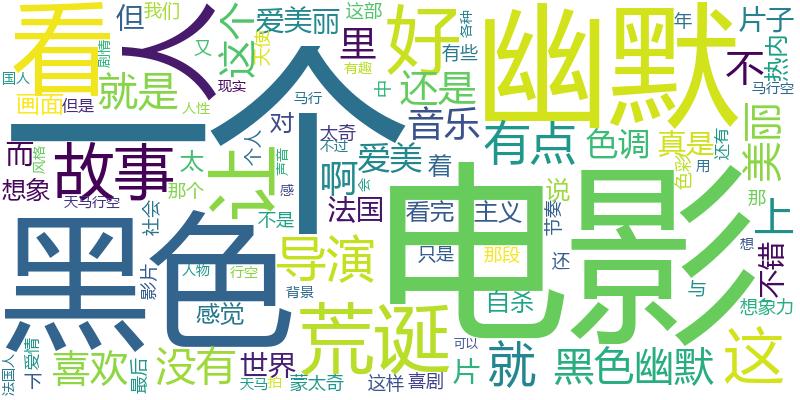 看
人
一个
幽默
电影
黑色
好
这个
但
我们
爱美丽
里
这部
天使
又
剧情
国人
画面
但是
就是
人性
现实
有趣
马行
还是
有些
各种
中
年
片子
热内
不
马行空
音乐
对
太奇
声音
不过
个人
让
故事
而
风格
想象
太
那个
天马行空
社会
不是
啊
爱美
着
会
感
法国
有点
色调
真是
还有
色彩
用
美丽
说
那
上
看完
主义
节奏
只是
那段
还
想
不错
与
想象力
导演
影片
人物
行空
背景
感觉
自杀
荒诞
这
就
黑色幽默
片
可以
喜剧
这样
蒙太奇
拍
天马
世界
没有
最后
喜欢
爱情
下
法国人